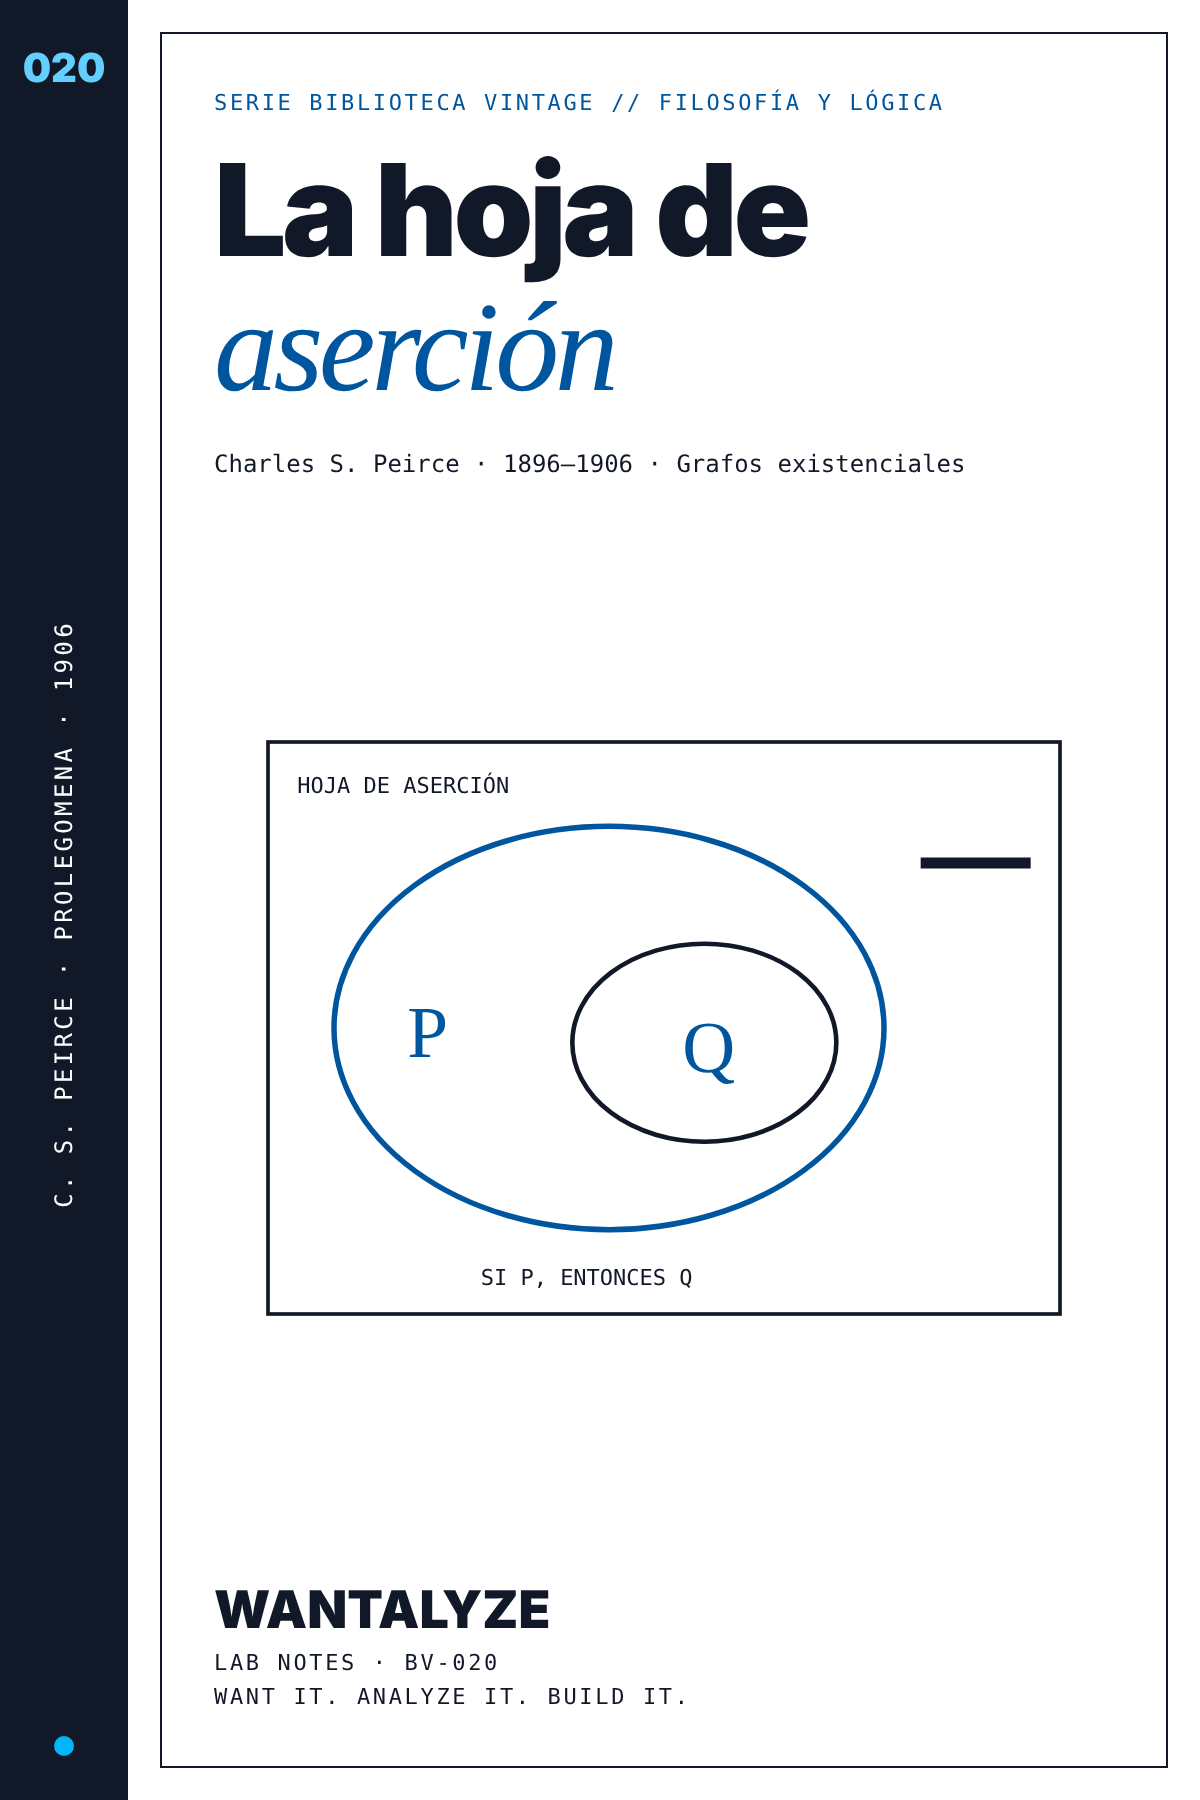 020
C. S. PEIRCE · PROLEGOMENA · 1906
SERIE BIBLIOTECA VINTAGE // FILOSOFÍA Y LÓGICA
La hoja de
aserción
Charles S. Peirce · 1896–1906 · Grafos existenciales
HOJA DE ASERCIÓN
P
Q
SI P, ENTONCES Q
WANTALYZE
LAB NOTES · BV-020
WANT IT. ANALYZE IT. BUILD IT.